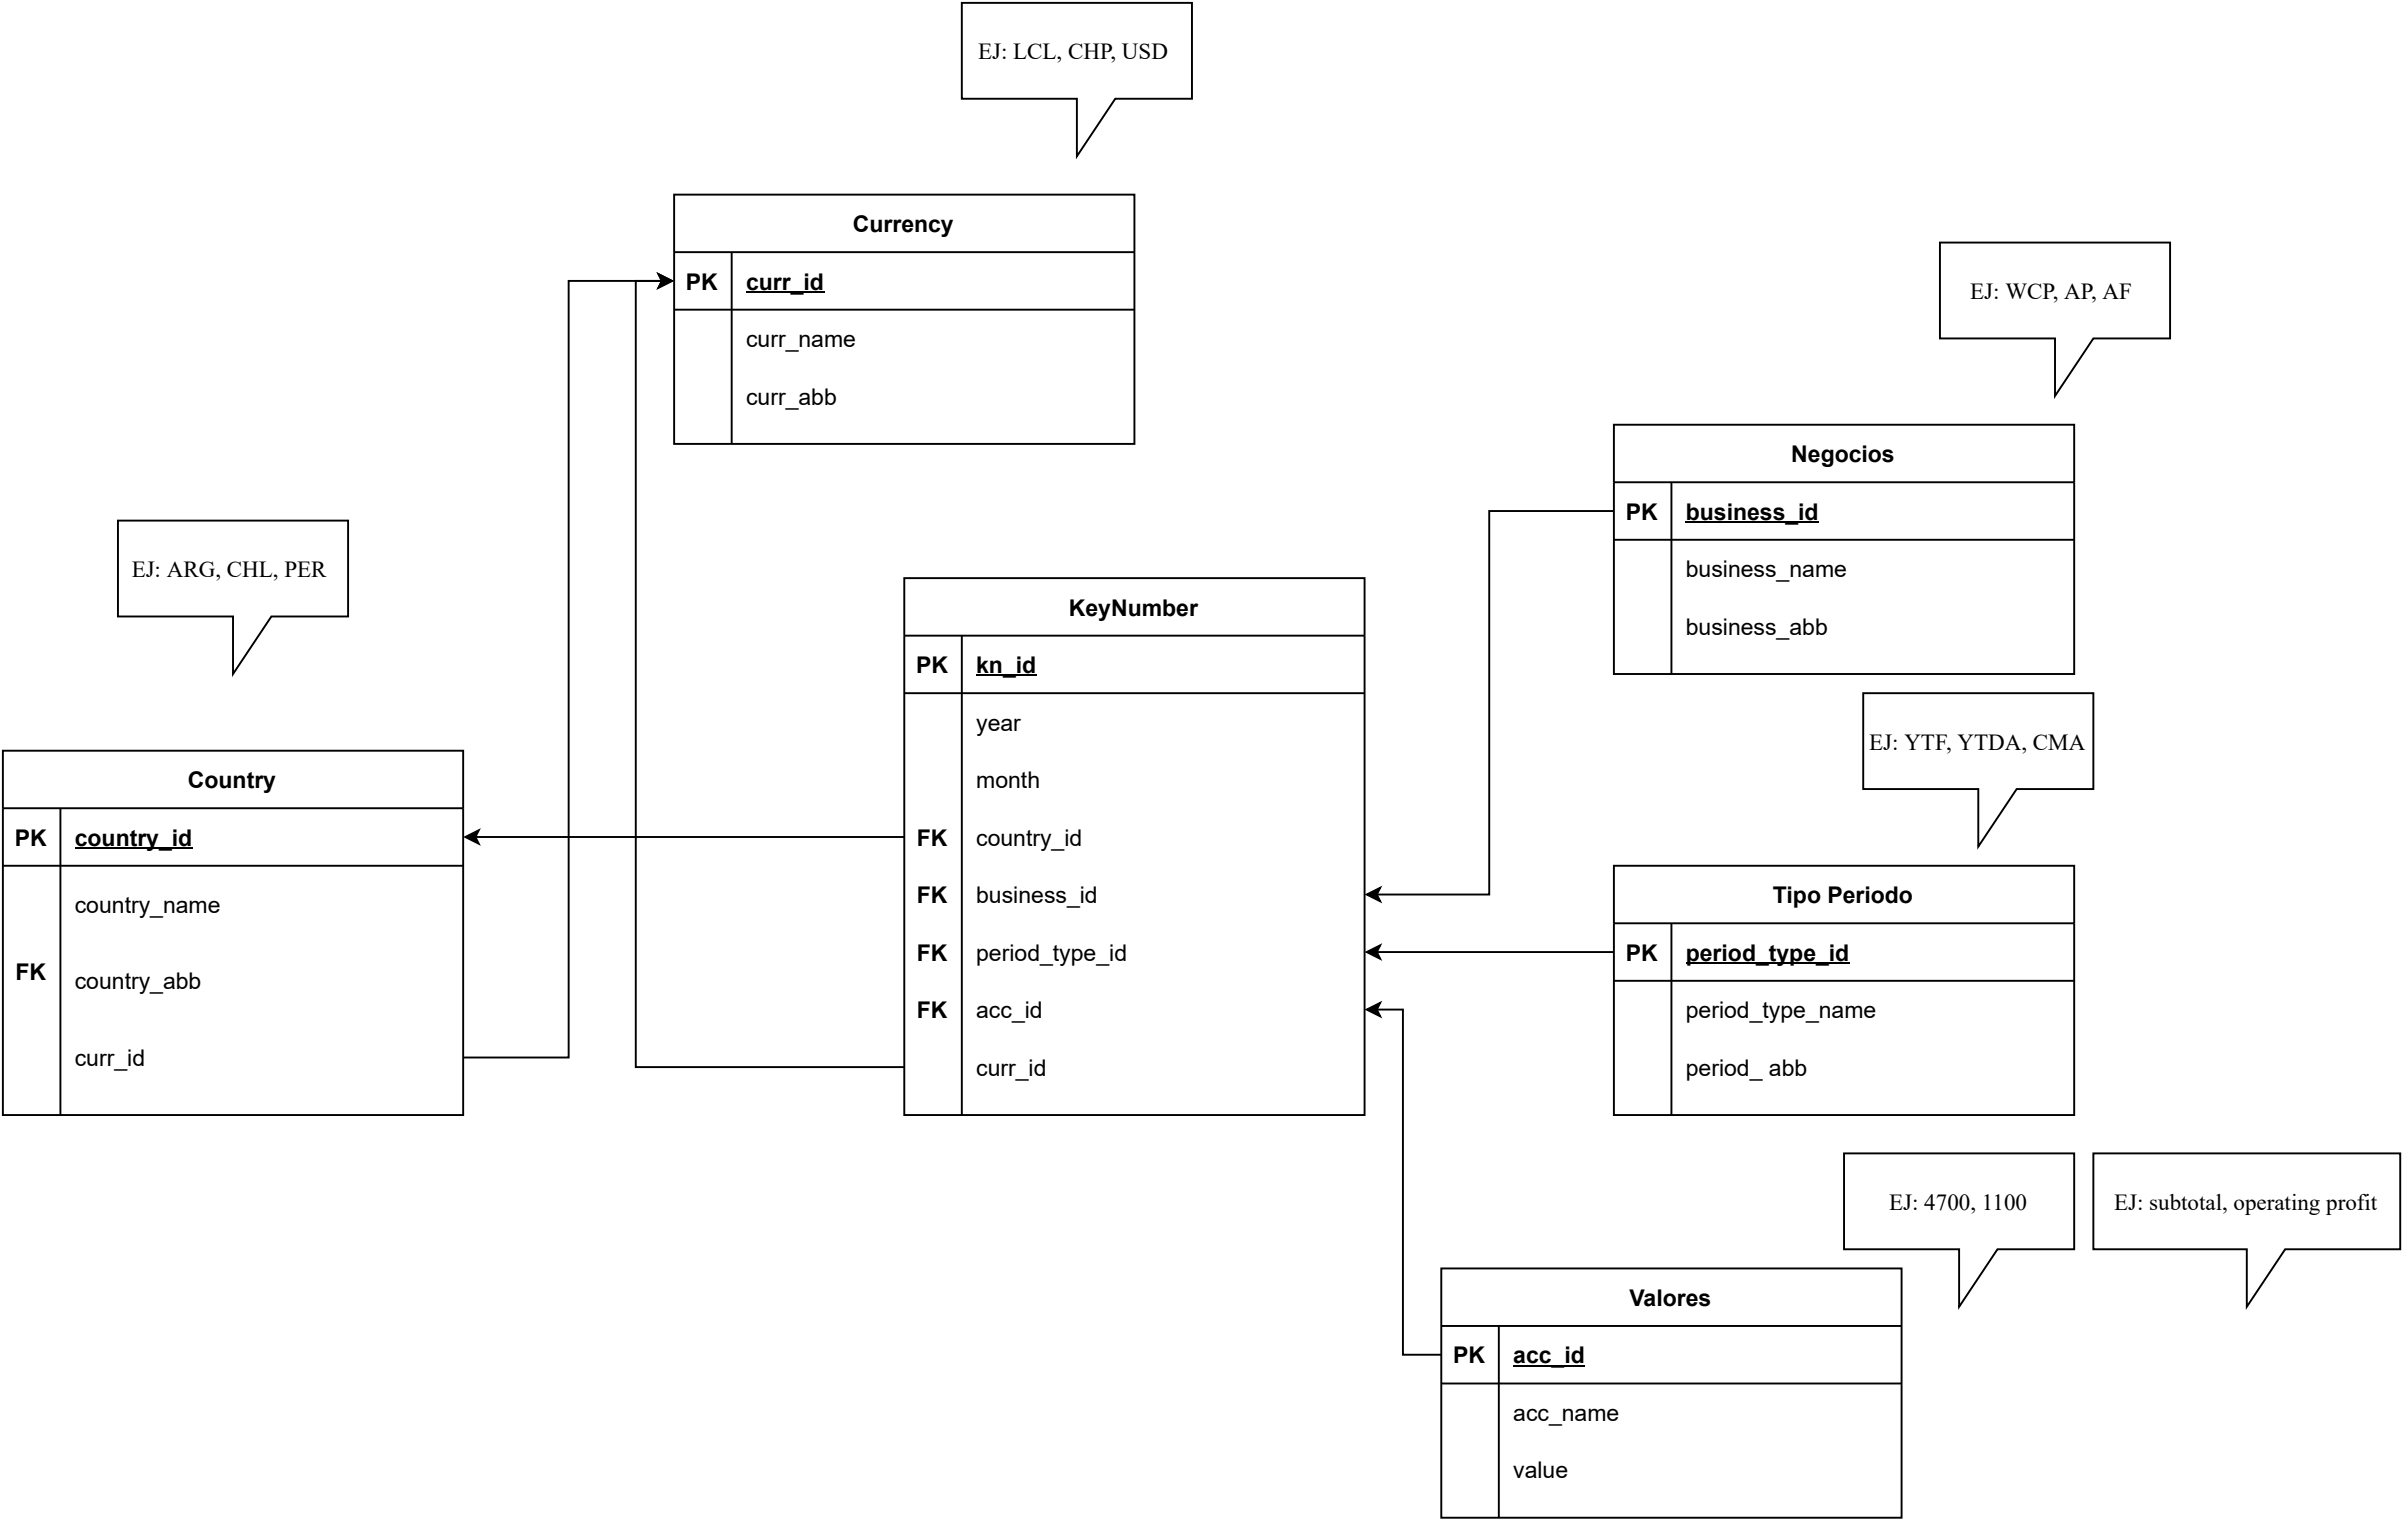 EJ: LCL, CHP, USD
Currency
PK curr_id
curr_name
curr_abb
EJ: WCP, AP, AF
Negocios
PK business_id
business_name
business_abb
EJ: ARG, CHL, PER
Country
PK country_id
country_name
FK
country_abb
curr_id
KeyNumber
PK kn_id
year
month
FK country_id
FK business_id
FK period_type_id
FK acc_id
curr_id
EJ: YTF, YTDA, CMA
Tipo Periodo
PK period_type_id
period_type_name
period_ abb
EJ: 4700, 1100
EJ: subtotal, operating profit
Valores
PK acc_id
acc_name
value